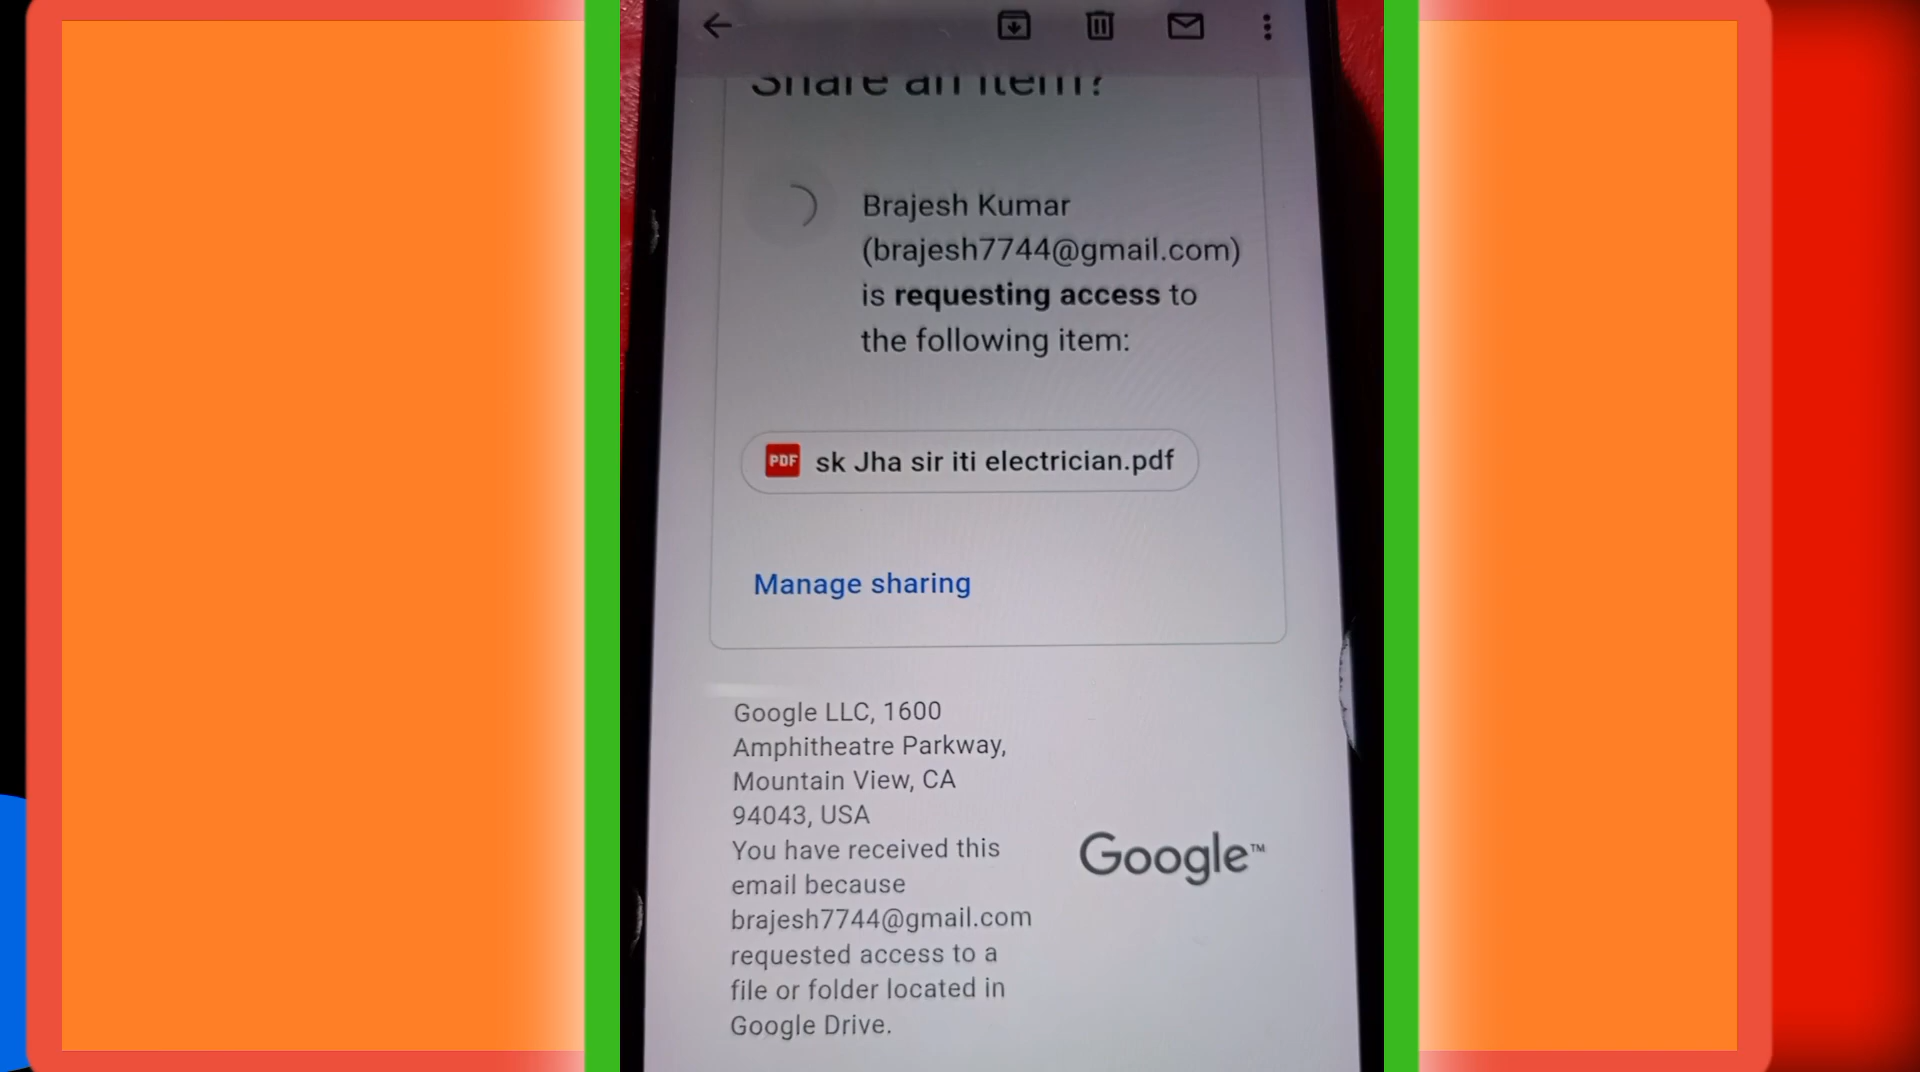 Share an item?
Brajesh Kumar
(brajesh7744@gmail.com)
is requesting access to
the following item:
PDF sk Jha sir iti electrician.pdf
Manage sharing
Google LLC, 1600
Amphitheatre Parkway,
Mountain View, CA
94043, USA
You have received this
email because
brajesh7744@gmail.com
requested access to a
file or folder located in
Google Drive.
Google™